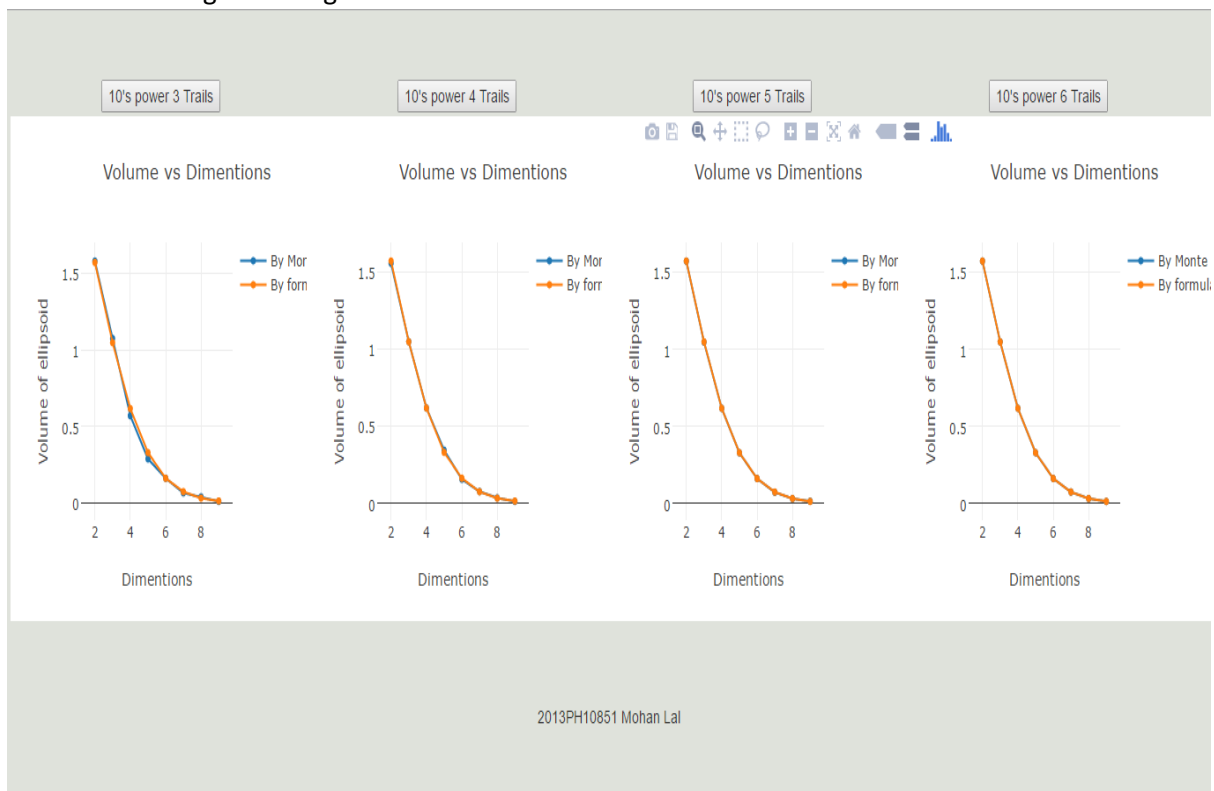 10's power 3 Trails
10's power 4 Trails
10's power 5 Trails
10's power 6 Trails
Volume vs Dimentions
By Mor
By forn
Volume of ellipsoid
1.5
1
0.5
0
2 4 6 8
Dimentions
Volume vs Dimentions
By Mor
By forr
Volume of ellipsoid
1.5
1
0.5
0
2 4 6 8
Dimentions
Volume vs Dimentions
By Mor
By forn
Volume of ellipsoid
1.5
1
0.5
0
2 4 6 8
Dimentions
Volume vs Dimentions
By Monte
By formula
Volume of ellipsoid
1.5
1
0.5
0
2 4 6 8
Dimentions
2013PH10851 Mohan Lal